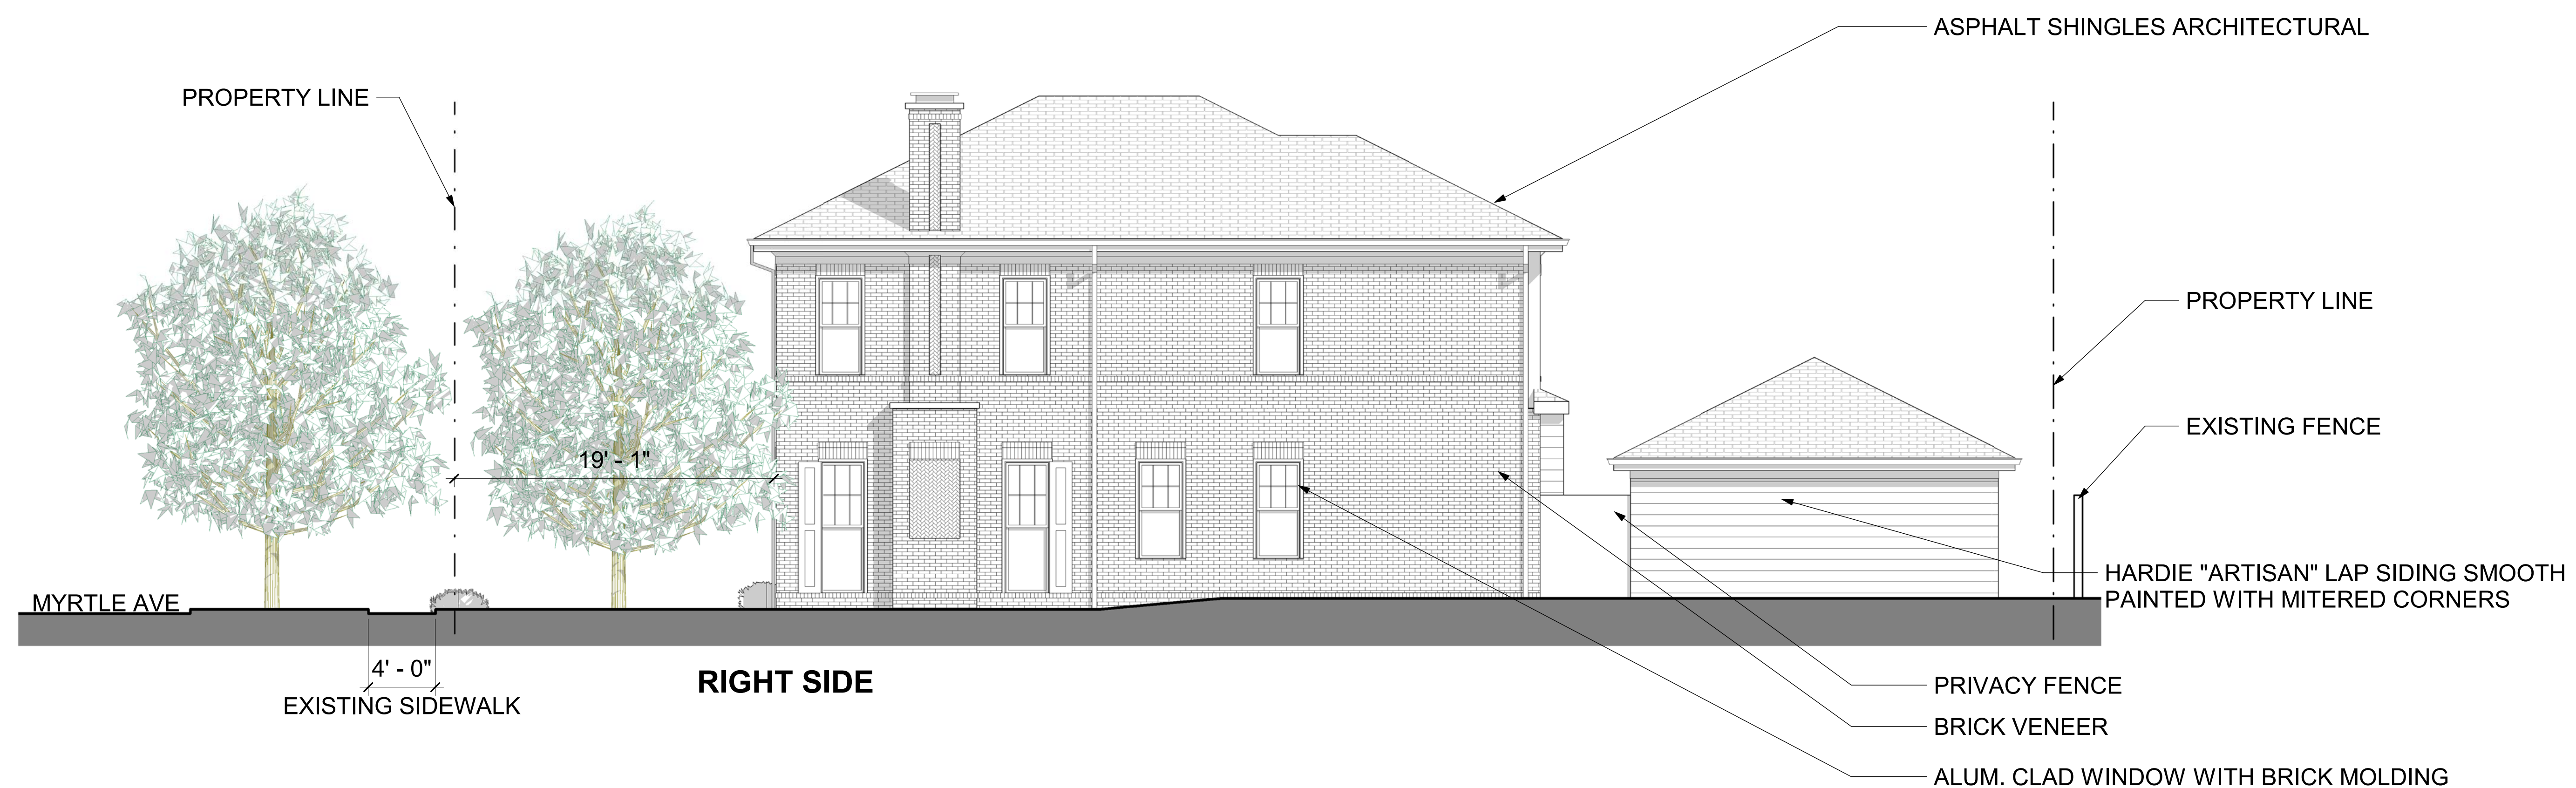 ASPHALT SHINGLES ARCHITECTURAL
PROPERTY LINE
PROPERTY LINE
EXISTING FENCE
19' - 1"
HARDIE "ARTISAN" LAP SIDING SMOOTH
PAINTED WITH MITERED CORNERS
MYRTLE AVE
4' - 0"
EXISTING SIDEWALK
RIGHT SIDE
PRIVACY FENCE
BRICK VENEER
ALUM. CLAD WINDOW WITH BRICK MOLDING